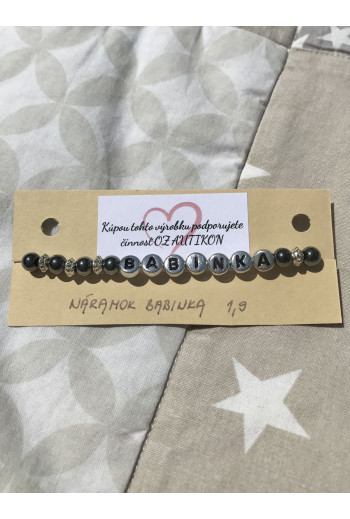 Kúpou tohto výrobku podporujete
činnosť OZ AUTIKON
BABINKA
NÁRAMOK BABINKA 1,9